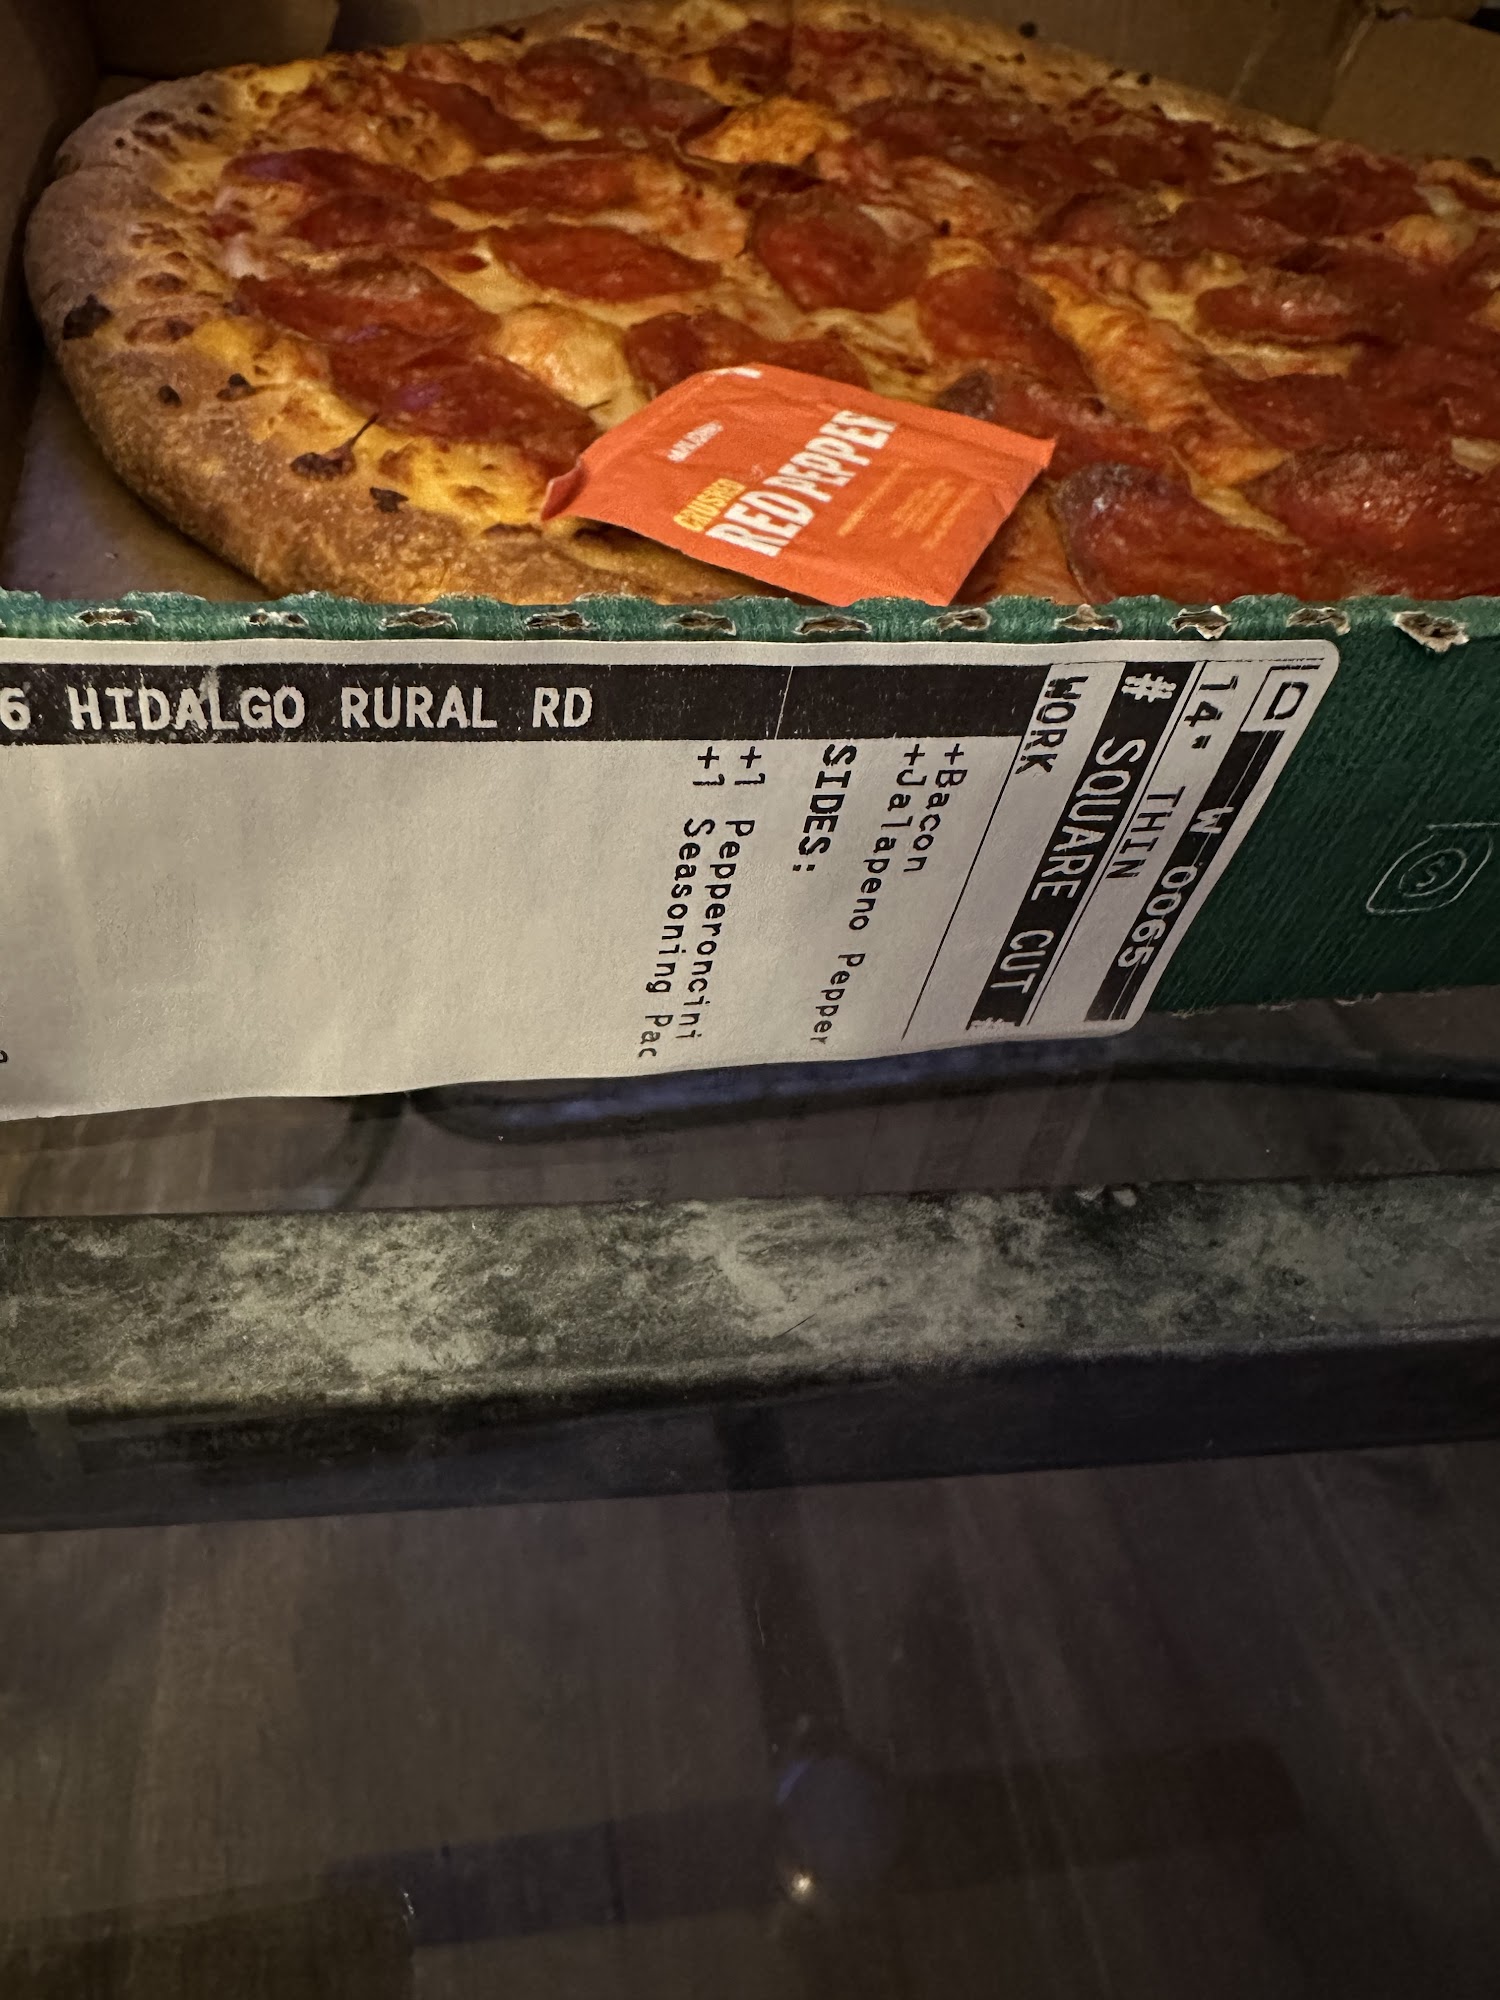 CRUSHED
RED PEPPER
6 HIDALGO RURAL RD
W 0065
14" THIN
# SQUARE CUT #
WORK
+Bacon
+Jalapeno Pepper
SIDES:
+1 Pepperoncini
+1 Seasoning Pac